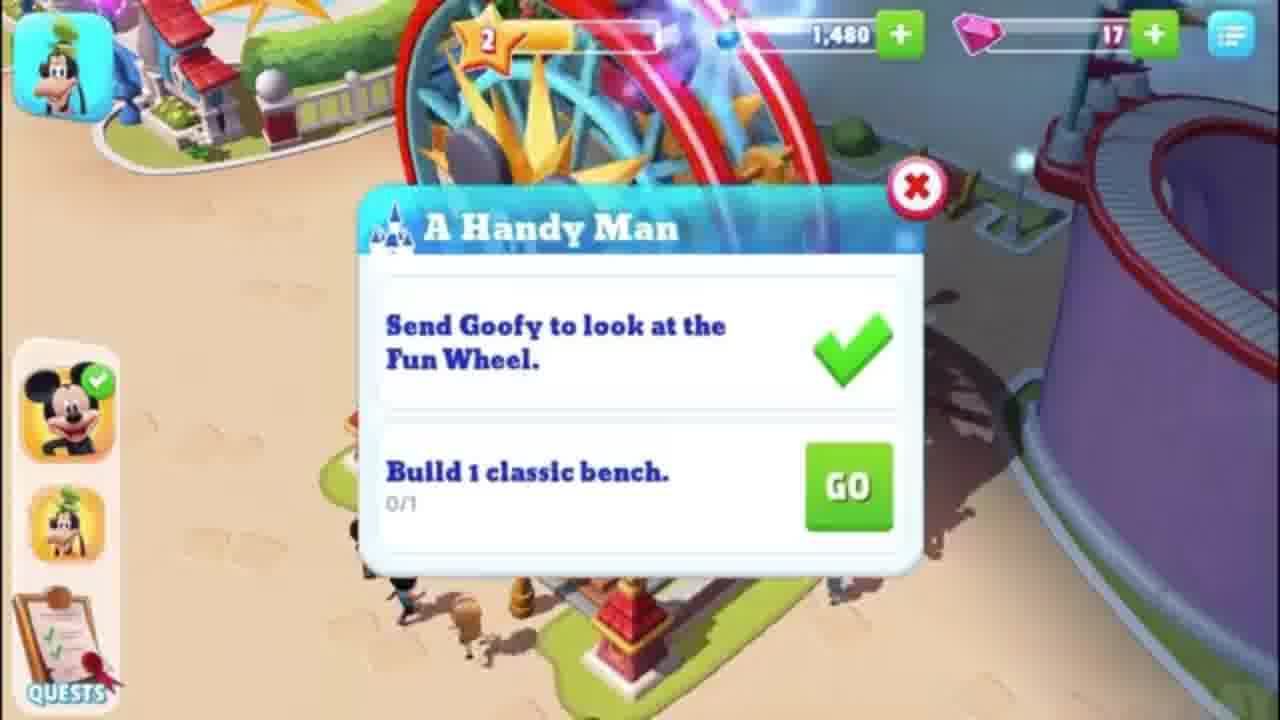 2
1,480
17
A Handy Man
Send Goofy to look at the
Fun Wheel.
Build 1 classic bench.
0/1
GO
QUESTS